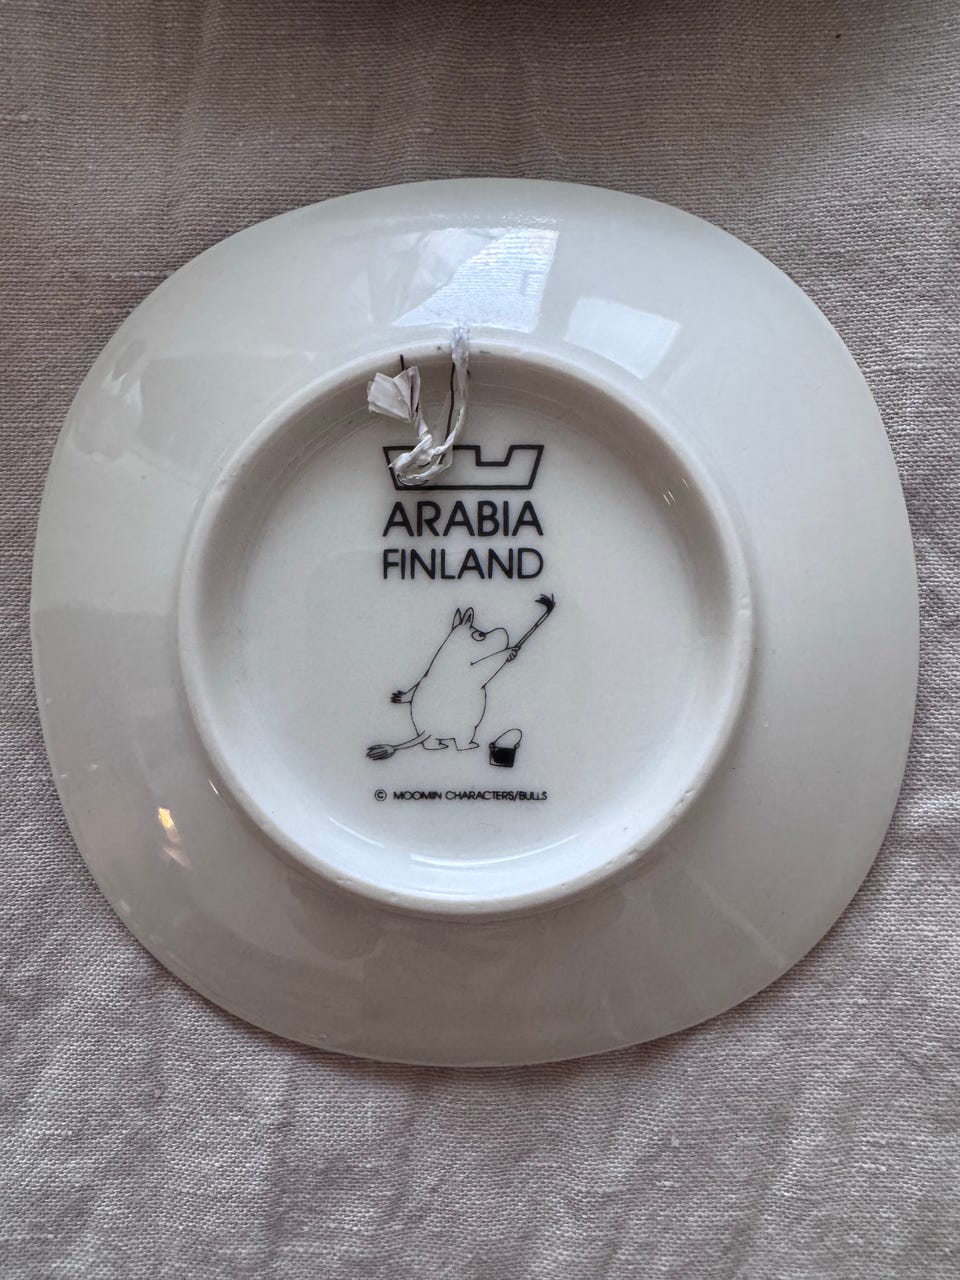 ARABIA
FINLAND
© MOOMIN CHARACTERS/BULLS